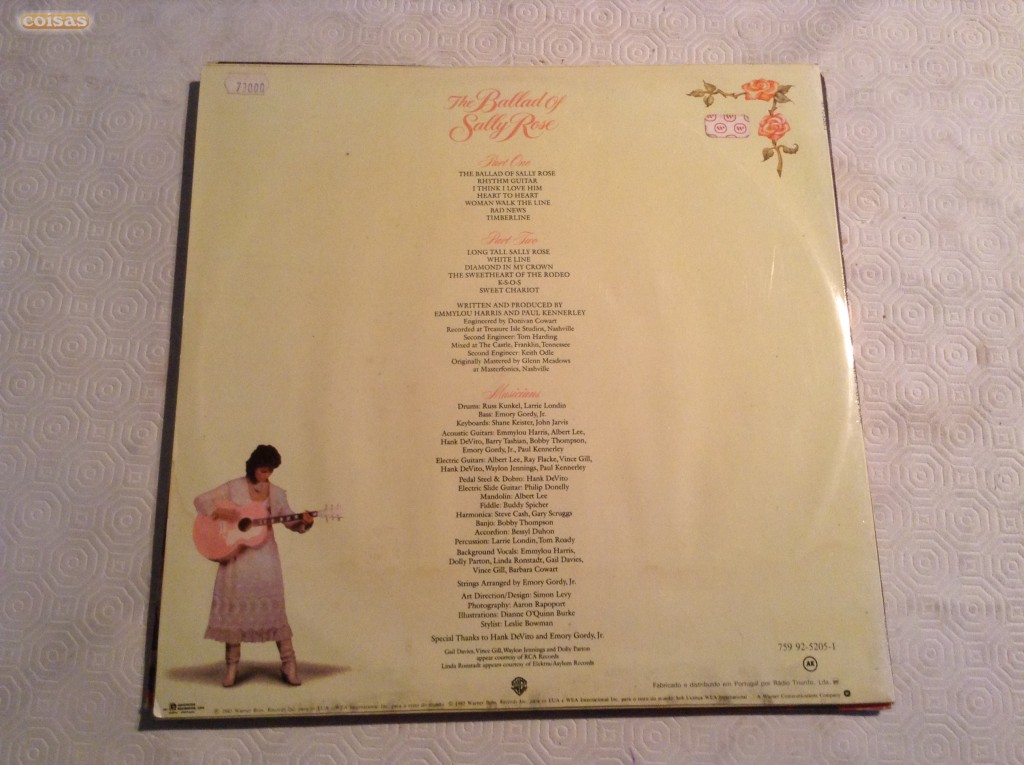 coisas
The Ballad of
Sally Rose
Part One
THE BALLAD OF SALLY ROSE
RHYTHM GUITAR
I THINK I LOVE HIM
HEART TO HEART
WOMAN WALK THE LINE
BAD NEWS
TIMBERLINE
Part Two
LONG TALL SALLY ROSE
WHITE LINE
DIAMOND IN MY CROWN
THE SWEETHEART OF THE RODEO
K-S-O-S
SWEET CHARIOT
WRITTEN AND PRODUCED BY
EMMYLOU HARRIS AND PAUL KENNERLEY
Engineered by Donivan Cowart
Recorded at Treasure Isle Studios, Nashville
Second Engineer: Tom Harding
Mixed at The Castle, Franklin, Tennessee
Second Engineer: Keith Odle
Originally Mastered by Glenn Meadows
at Masterfonics, Nashville
Musicians
Drums: Russ Kunkel, Larrie Londin
Bass: Emory Gordy, Jr.
Keyboards: Shane Keister, John Jarvis
Acoustic Guitars: Emmylou Harris, Albert Lee,
Hank DeVito, Barry Tashian, Bobby Thompson,
Emory Gordy, Jr., Paul Kennerley
Electric Guitars: Albert Lee, Ray Flacke, Vince Gill,
Hank DeVito, Waylon Jennings, Paul Kennerley
Pedal Steel & Dobro: Hank DeVito
Electric Slide Guitar: Philip Donelly
Mandolin: Albert Lee
Fiddle: Buddy Spicher
Harmonica: Steve Cash, Gary Scruggs
Banjo: Bobby Thompson
Accordion: Bessyl Duhon
Percussion: Larrie Londin, Tom Roady
Background Vocals: Emmylou Harris,
Dolly Parton, Linda Ronstadt, Gail Davies,
Vince Gill, Barbara Cowart
Strings Arranged by Emory Gordy, Jr.
Art Direction/Design: Simon Levy
Photography: Aaron Rapoport
Illustrations: Dianne O'Quinn Burke
Stylist: Leslie Bowman
Special Thanks to Hank DeVito and Emory Gordy, Jr.
Gail Davies, Vince Gill, Waylon Jennings and Dolly Parton
appear courtesy of RCA Records
Linda Ronstadt appears courtesy of Elektra/Asylum Records
759 92-5205-1
AK
Fabricado e distribuido em Portugal por Rádio Triunfo, Lda.
A Warner Communications Company